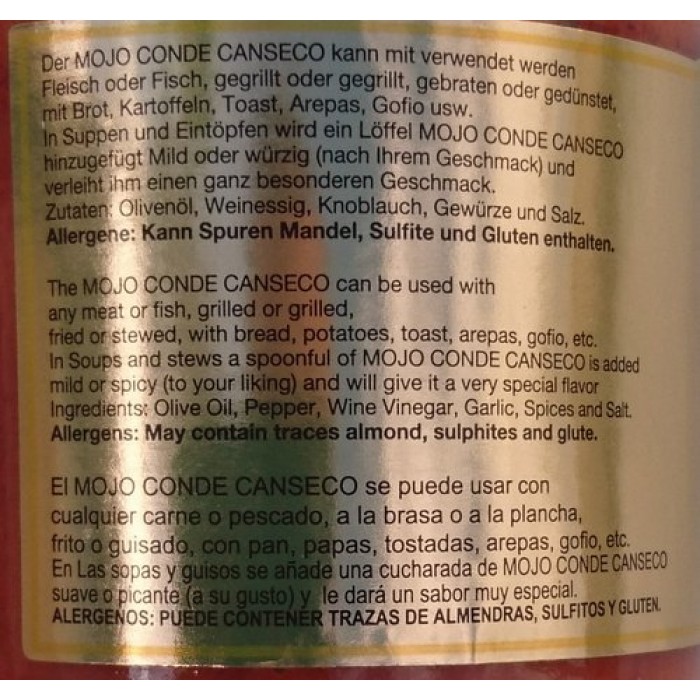 Der MOJO CONDE CANSECO kann mit verwendet werden
Fleisch oder Fisch, gegrillt oder gegrillt, gebraten oder gedünstet,
mit Brot, Kartoffeln, Toast, Arepas, Gofio usw.
In Suppen und Eintöpfen wird ein Löffel MOJO CONDE CANSECO
hinzugefügt Mild oder würzig (nach Ihrem Geschmack) und
verleiht ihm einen ganz besonderen Geschmack.
Zutaten: Olivenöl, Weinessig, Knoblauch, Gewürze und Salz.
Allergene: Kann Spuren Mandel, Sulfite und Gluten enthalten.
The MOJO CONDE CANSECO can be used with
any meat or fish, grilled or grilled,
fried or stewed, with bread, potatoes, toast, arepas, gofio, etc.
In Soups and stews a spoonful of MOJO CONDE CANSECO is added
mild or spicy (to your liking) and will give it a very special flavor
Ingredients: Olive Oil, Pepper, Wine Vinegar, Garlic, Spices and Salt.
Allergens: May contain traces almond, sulphites and glute.
El MOJO CONDE CANSECO se puede usar con
cualquier carne o pescado, a la brasa o a la plancha,
frito o guisado, con pan, papas, tostadas, arepas, gofio, etc.
En Las sopas y guisos se añade una cucharada de MOJO CONDE CANSECO
suave o picante (a su gusto) y le dará un sabor muy especial.
ALERGENOS: PUEDE CONTENER TRAZAS DE ALMENDRAS, SULFITOS Y GLUTEN.